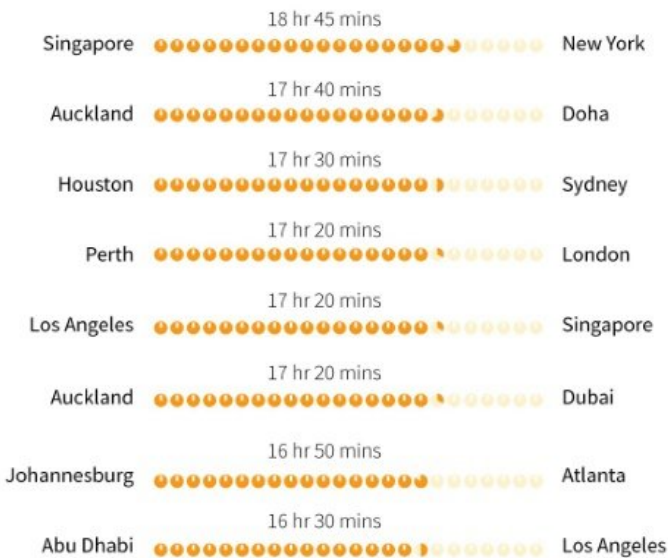 18 hr 45 mins
Singapore New York
17 hr 40 mins
Auckland Doha
17 hr 30 mins
Houston Sydney
17 hr 20 mins
Perth London
17 hr 20 mins
Los Angeles Singapore
17 hr 20 mins
Auckland Dubai
16 hr 50 mins
Johannesburg Atlanta
16 hr 30 mins
Abu Dhabi Los Angeles